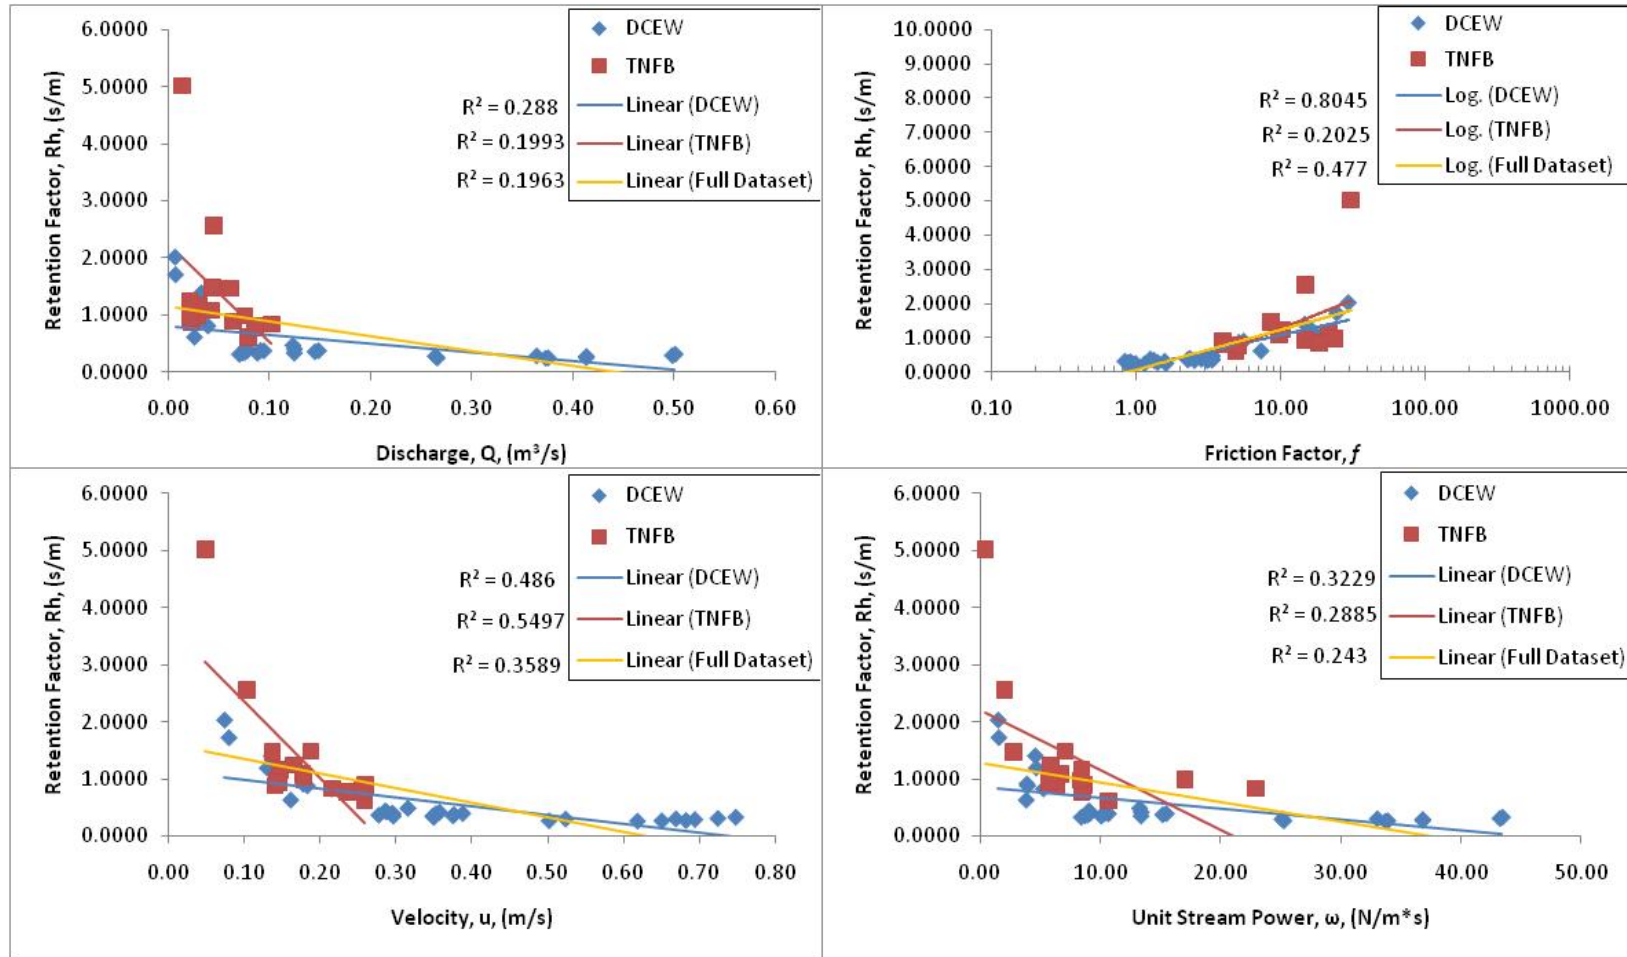 6.0000
5.0000
4.0000
3.0000
2.0000
1.0000
0.0000
Retention Factor, Rh, (s/m)
0.00 0.10 0.20 0.30 0.40 0.50 0.60
Discharge, Q, (m³/s)
DCEW
TNFB
R² = 0.288 Linear (DCEW)
R² = 0.1993 Linear (TNFB)
R² = 0.1963 Linear (Full Dataset)
10.0000
9.0000
8.0000
7.0000
6.0000
5.0000
4.0000
3.0000
2.0000
1.0000
0.0000
Retention Factor, Rh, (s/m)
0.10 1.00 10.00 100.00 1000.00
Friction Factor, f
DCEW
TNFB
R² = 0.8045 Log. (DCEW)
R² = 0.2025 Log. (TNFB)
R² = 0.477 Log. (Full Dataset)
6.0000
5.0000
4.0000
3.0000
2.0000
1.0000
0.0000
Retention Factor, Rh, (s/m)
0.00 0.10 0.20 0.30 0.40 0.50 0.60 0.70 0.80
Velocity, u, (m/s)
DCEW
TNFB
R² = 0.486 Linear (DCEW)
R² = 0.5497 Linear (TNFB)
R² = 0.3589 Linear (Full Dataset)
6.0000
5.0000
4.0000
3.0000
2.0000
1.0000
0.0000
Retention Factor, Rh, (s/m)
0.00 10.00 20.00 30.00 40.00 50.00
Unit Stream Power, ω, (N/m*s)
DCEW
TNFB
R² = 0.3229 Linear (DCEW)
R² = 0.2885 Linear (TNFB)
R² = 0.243 Linear (Full Dataset)